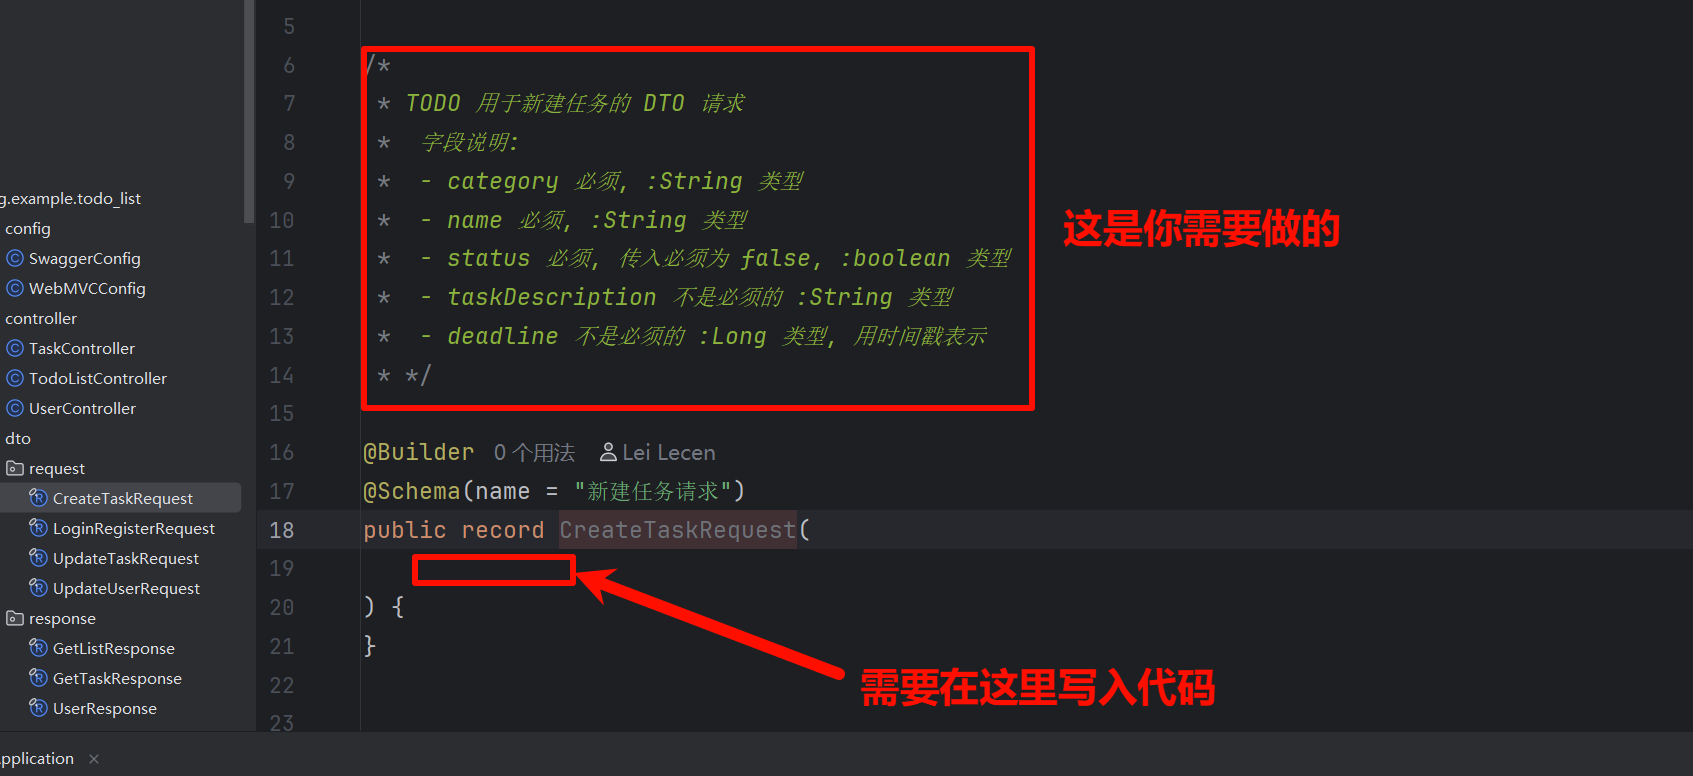 g.example.todo_list
config
SwaggerConfig
WebMVCConfig
controller
TaskController
TodoListController
UserController
dto
request
CreateTaskRequest
LoginRegisterRequest
UpdateTaskRequest
UpdateUserRequest
response
GetListResponse
GetTaskResponse
UserResponse
5
6 /*
7 * TODO 用于新建任务的 DTO 请求
8 * 字段说明:
9 * - category 必须, :String 类型
10 * - name 必须, :String 类型
11 * - status 必须, 传入必须为 false, :boolean 类型
12 * - taskDescription 不是必须的 :String 类型
13 * - deadline 不是必须的 :Long 类型, 用时间戳表示
14 * */
15
16 @Builder 0 个用法 Lei Lecen
17 @Schema(name = "新建任务请求")
18 public record CreateTaskRequest(
19
20 ) {
21 }
22
23
这是你需要做的
需要在这里写入代码
pplication ×